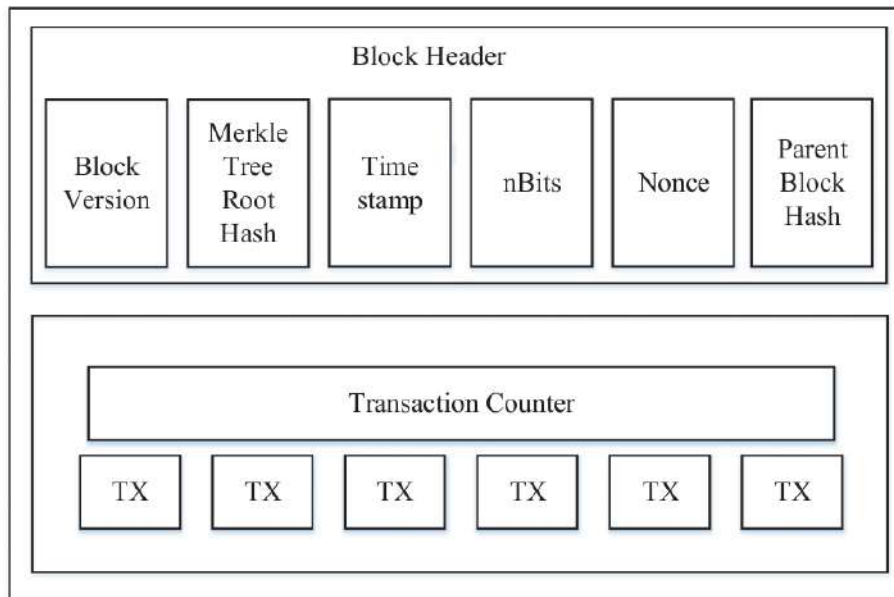 Block Header
Block
Version
Merkle
Tree
Root
Hash
Time
stamp
nBits
Nonce
Parent
Block
Hash
Transaction Counter
TX
TX
TX
TX
TX
TX